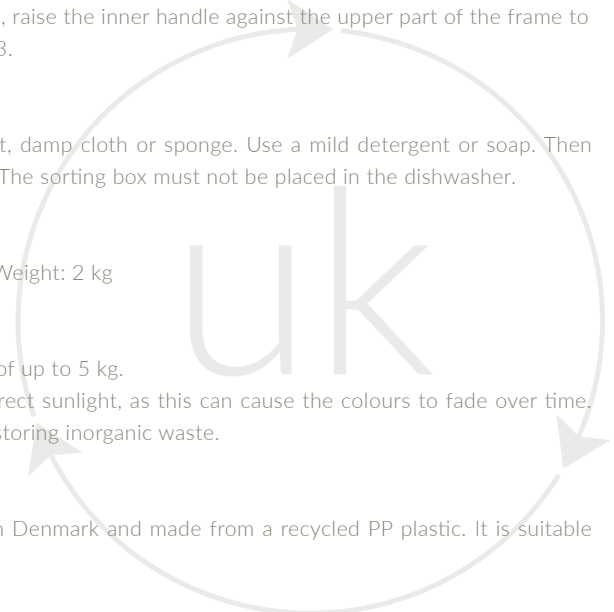 , raise the inner handle against the upper part of the frame to
3.
t, damp cloth or sponge. Use a mild detergent or soap. Then
The sorting box must not be placed in the dishwasher.
uk
Weight: 2 kg
of up to 5 kg.
rect sunlight, as this can cause the colours to fade over time.
storing inorganic waste.
n Denmark and made from a recycled PP plastic. It is suitable